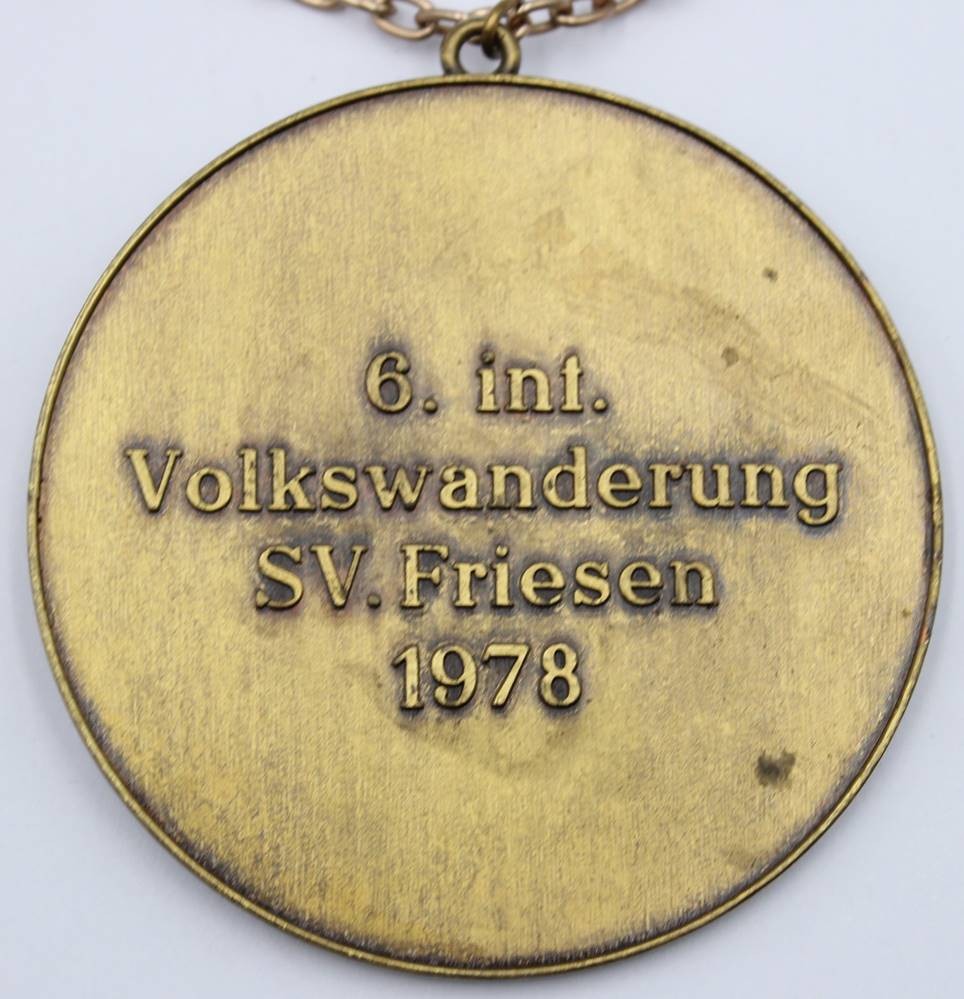 6. int.
Volkswanderung
SV. Friesen
1978